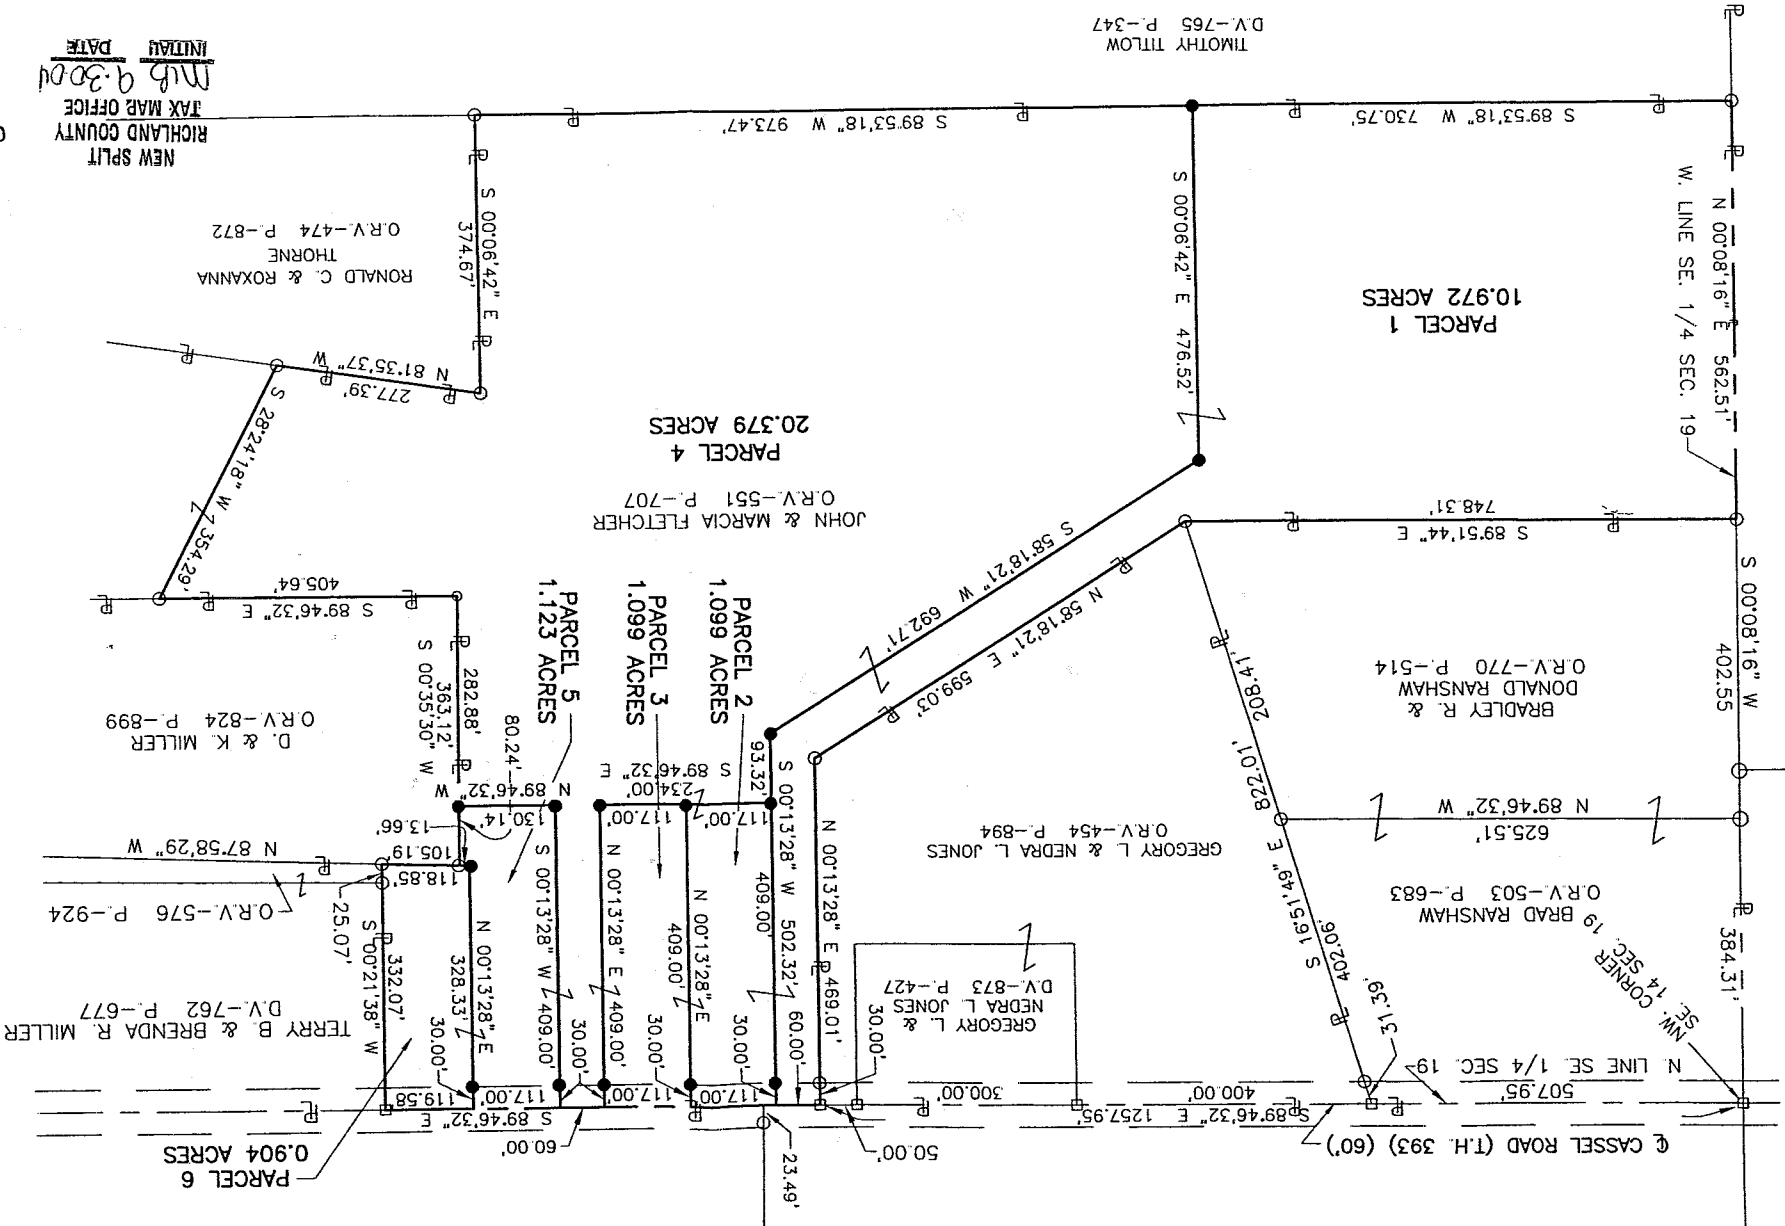 PARCEL 6
0.904 ACRES
℄ CASSEL ROAD (T.H. 393) (60')
23.49'
50.00'
60.00'
S 89°46'32" E 1257.95'
S 89°46'32" E
507.95'
400.00'
300.00'
117.00'
117.00'
117.00'
119.58'
N. LINE SE. 1/4 SEC. 19
NW. CORNER
SE. 14 SEC. 19
31.39'
30.00'
60.00'
30.00'
30.00'
30.00'
30.00'
384.31'
BRAD RANSHAW
O.R.V.-503 P.-683
S 16°51'49" E 822.01'
402.06'
208.41'
GREGORY L. &
NEDRA L. JONES
D.V.-873 P.-427
N 00°13'28" E 469.01'
S 00°13'28" W 502.32'
409.00'
N 00°13'28" E
409.00'
N 00°13'28" E 409.00'
S 00°13'28" W 409.00'
N 00°13'28" E
328.33'
332.07'
S 00°21'38" W
TERRY B. & BRENDA R. MILLER
D.V.-762 P.-677
O.R.V.-576 P.-924
25.07'
118.85'
105.19
13.66'
N 87°58'29" W
625.51'
N 89°46'32" W
GREGORY L. & NEDRA L. JONES
O.R.V.-454 P.-894
117.00'
117.00'
234.00'
S 89°46'32" E
130.14'
N 89°46'32" W
80.24'
93.32'
D. & K. MILLER
O.R.V.-824 P.-899
282.88'
363.12'
S 00°35'30" W
BRADLEY R. &
DONALD RANSHAW
O.R.V.-770 P.-514
S 00°08'16" W
402.55
PARCEL 2
1.099 ACRES
PARCEL 3
1.099 ACRES
PARCEL 5
1.123 ACRES
N 58°18'21" E 599.03'
S 58°18'21" W 692.71'
S 89°46'32" E
405.64'
S 89°51'44" E
748.31'
JOHN & MARCIA FLETCHER
O.R.V.-551 P.-707
PARCEL 4
20.379 ACRES
S 28°24'18" W 354.29'
277.39'
N 81°35'37" W
W. LINE SE. 1/4 SEC. 19
N 00°08'16" E 562.51'
PARCEL 1
10.972 ACRES
S 00°06'42" E 476.52'
S 00°06'42" E
374.67'
RONALD C. & ROXANNA
THORNE
O.R.V.-474 P.-872
S 89°53'18" W 730.75'
S 89°53'18" W 973.47'
NEW SPLIT
RICHLAND COUNTY
TAX MAP OFFICE
9-30-04
INITIAL DATE
TIMOTHY TITLOW
D.V.-765 P.-347